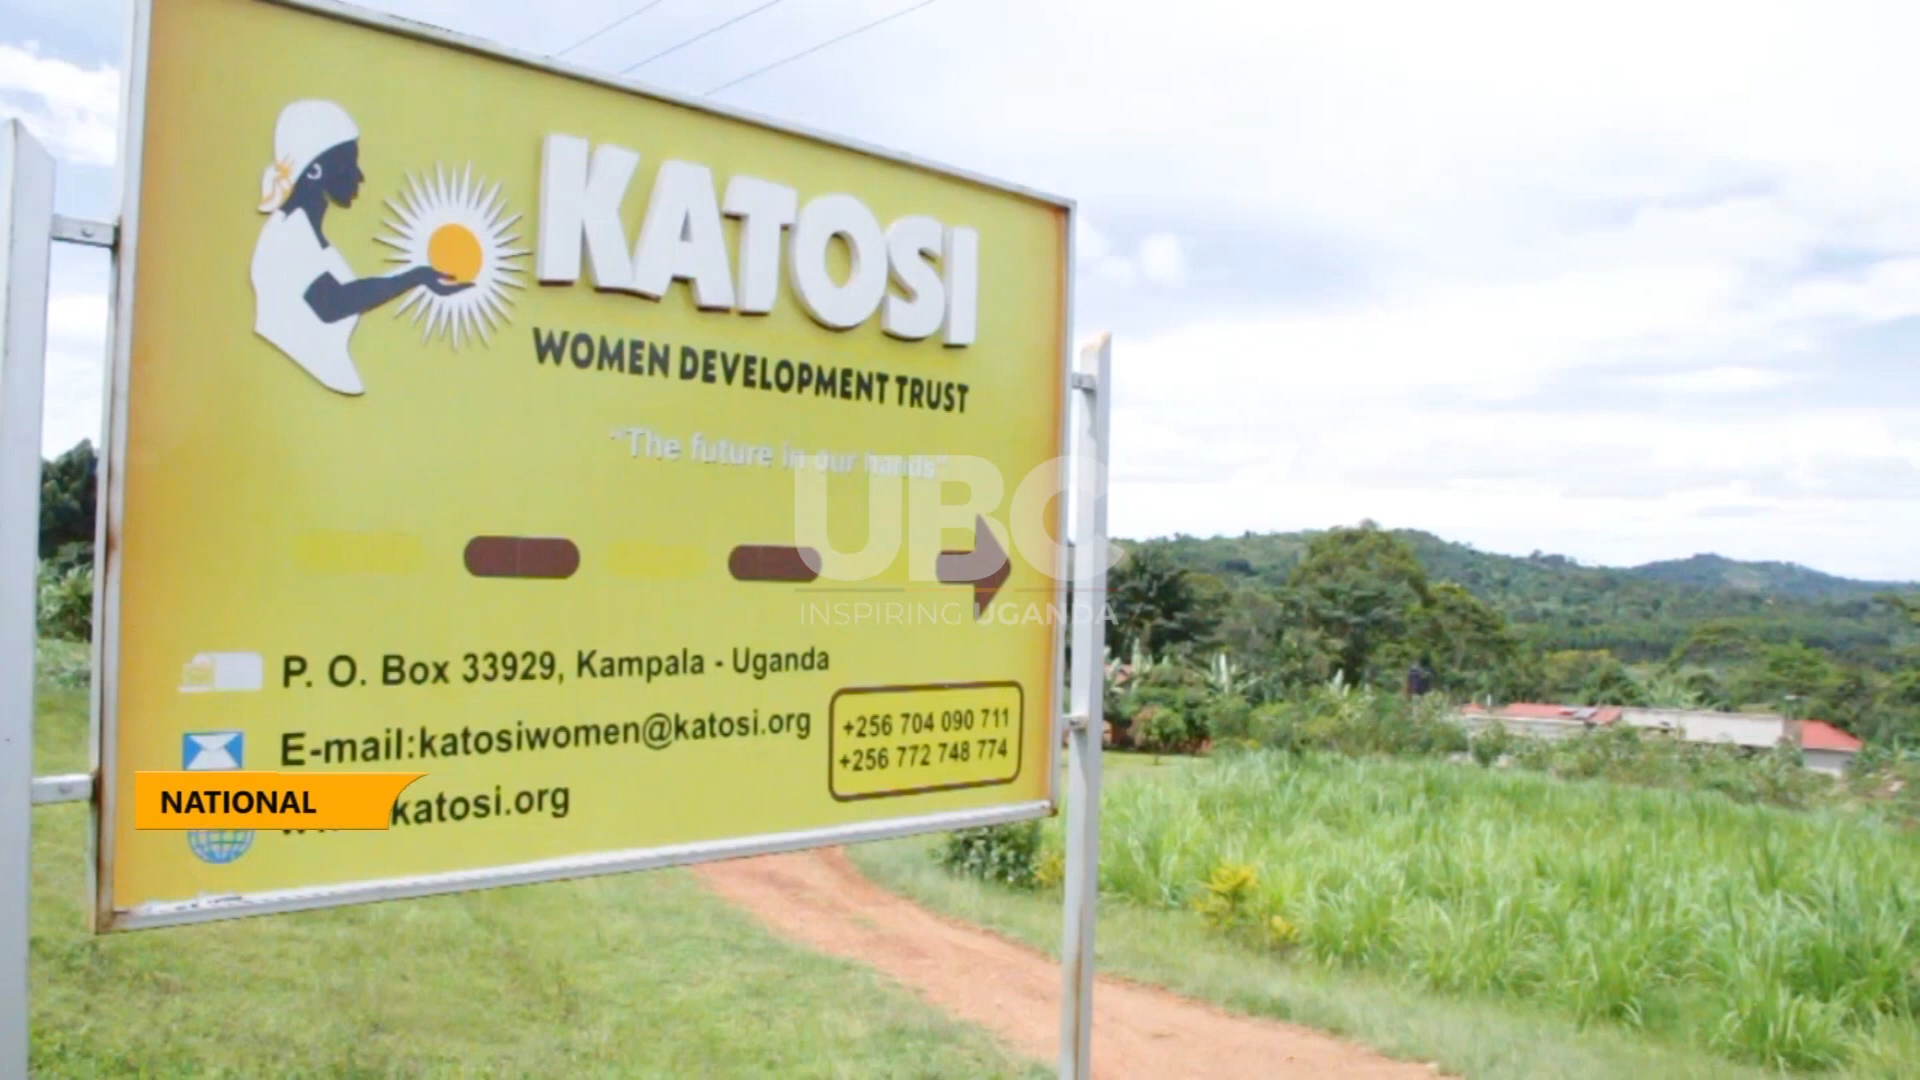 KATOSI
WOMEN DEVELOPMENT TRUST
"The future in our hands"
UBC
INSPIRING UGANDA
P. O. Box 33929, Kampala - Uganda
E-mail:katosiwomen@katosi.org
+256 704 090 711
+256 772 748 774
NATIONAL
katosi.org